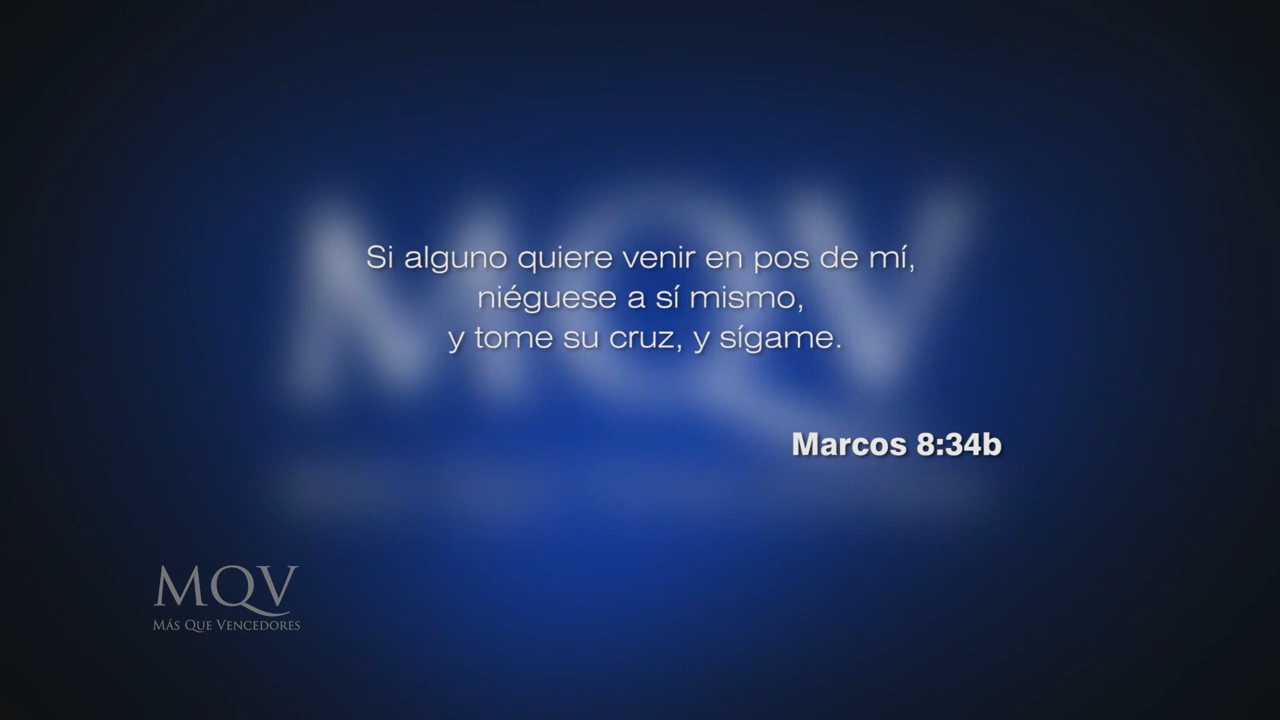 Si alguno quiere venir en pos de mí,
niéguese a sí mismo,
y tome su cruz, y sígame.
Marcos 8:34b
MQV
MÁS QUE VENCEDORES